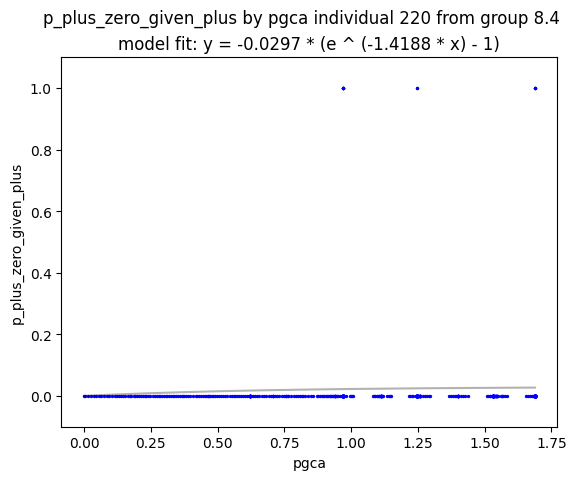 p_plus_zero_given_plus by pgca individual 220 from group 8.4
model fit: y = -0.0297 * (e ^ (-1.4188 * x) - 1)
1.0
0.8
0.6
0.4
0.2
0.0
p_plus_zero_given_plus
0.00 0.25 0.50 0.75 1.00 1.25 1.50 1.75
pgca